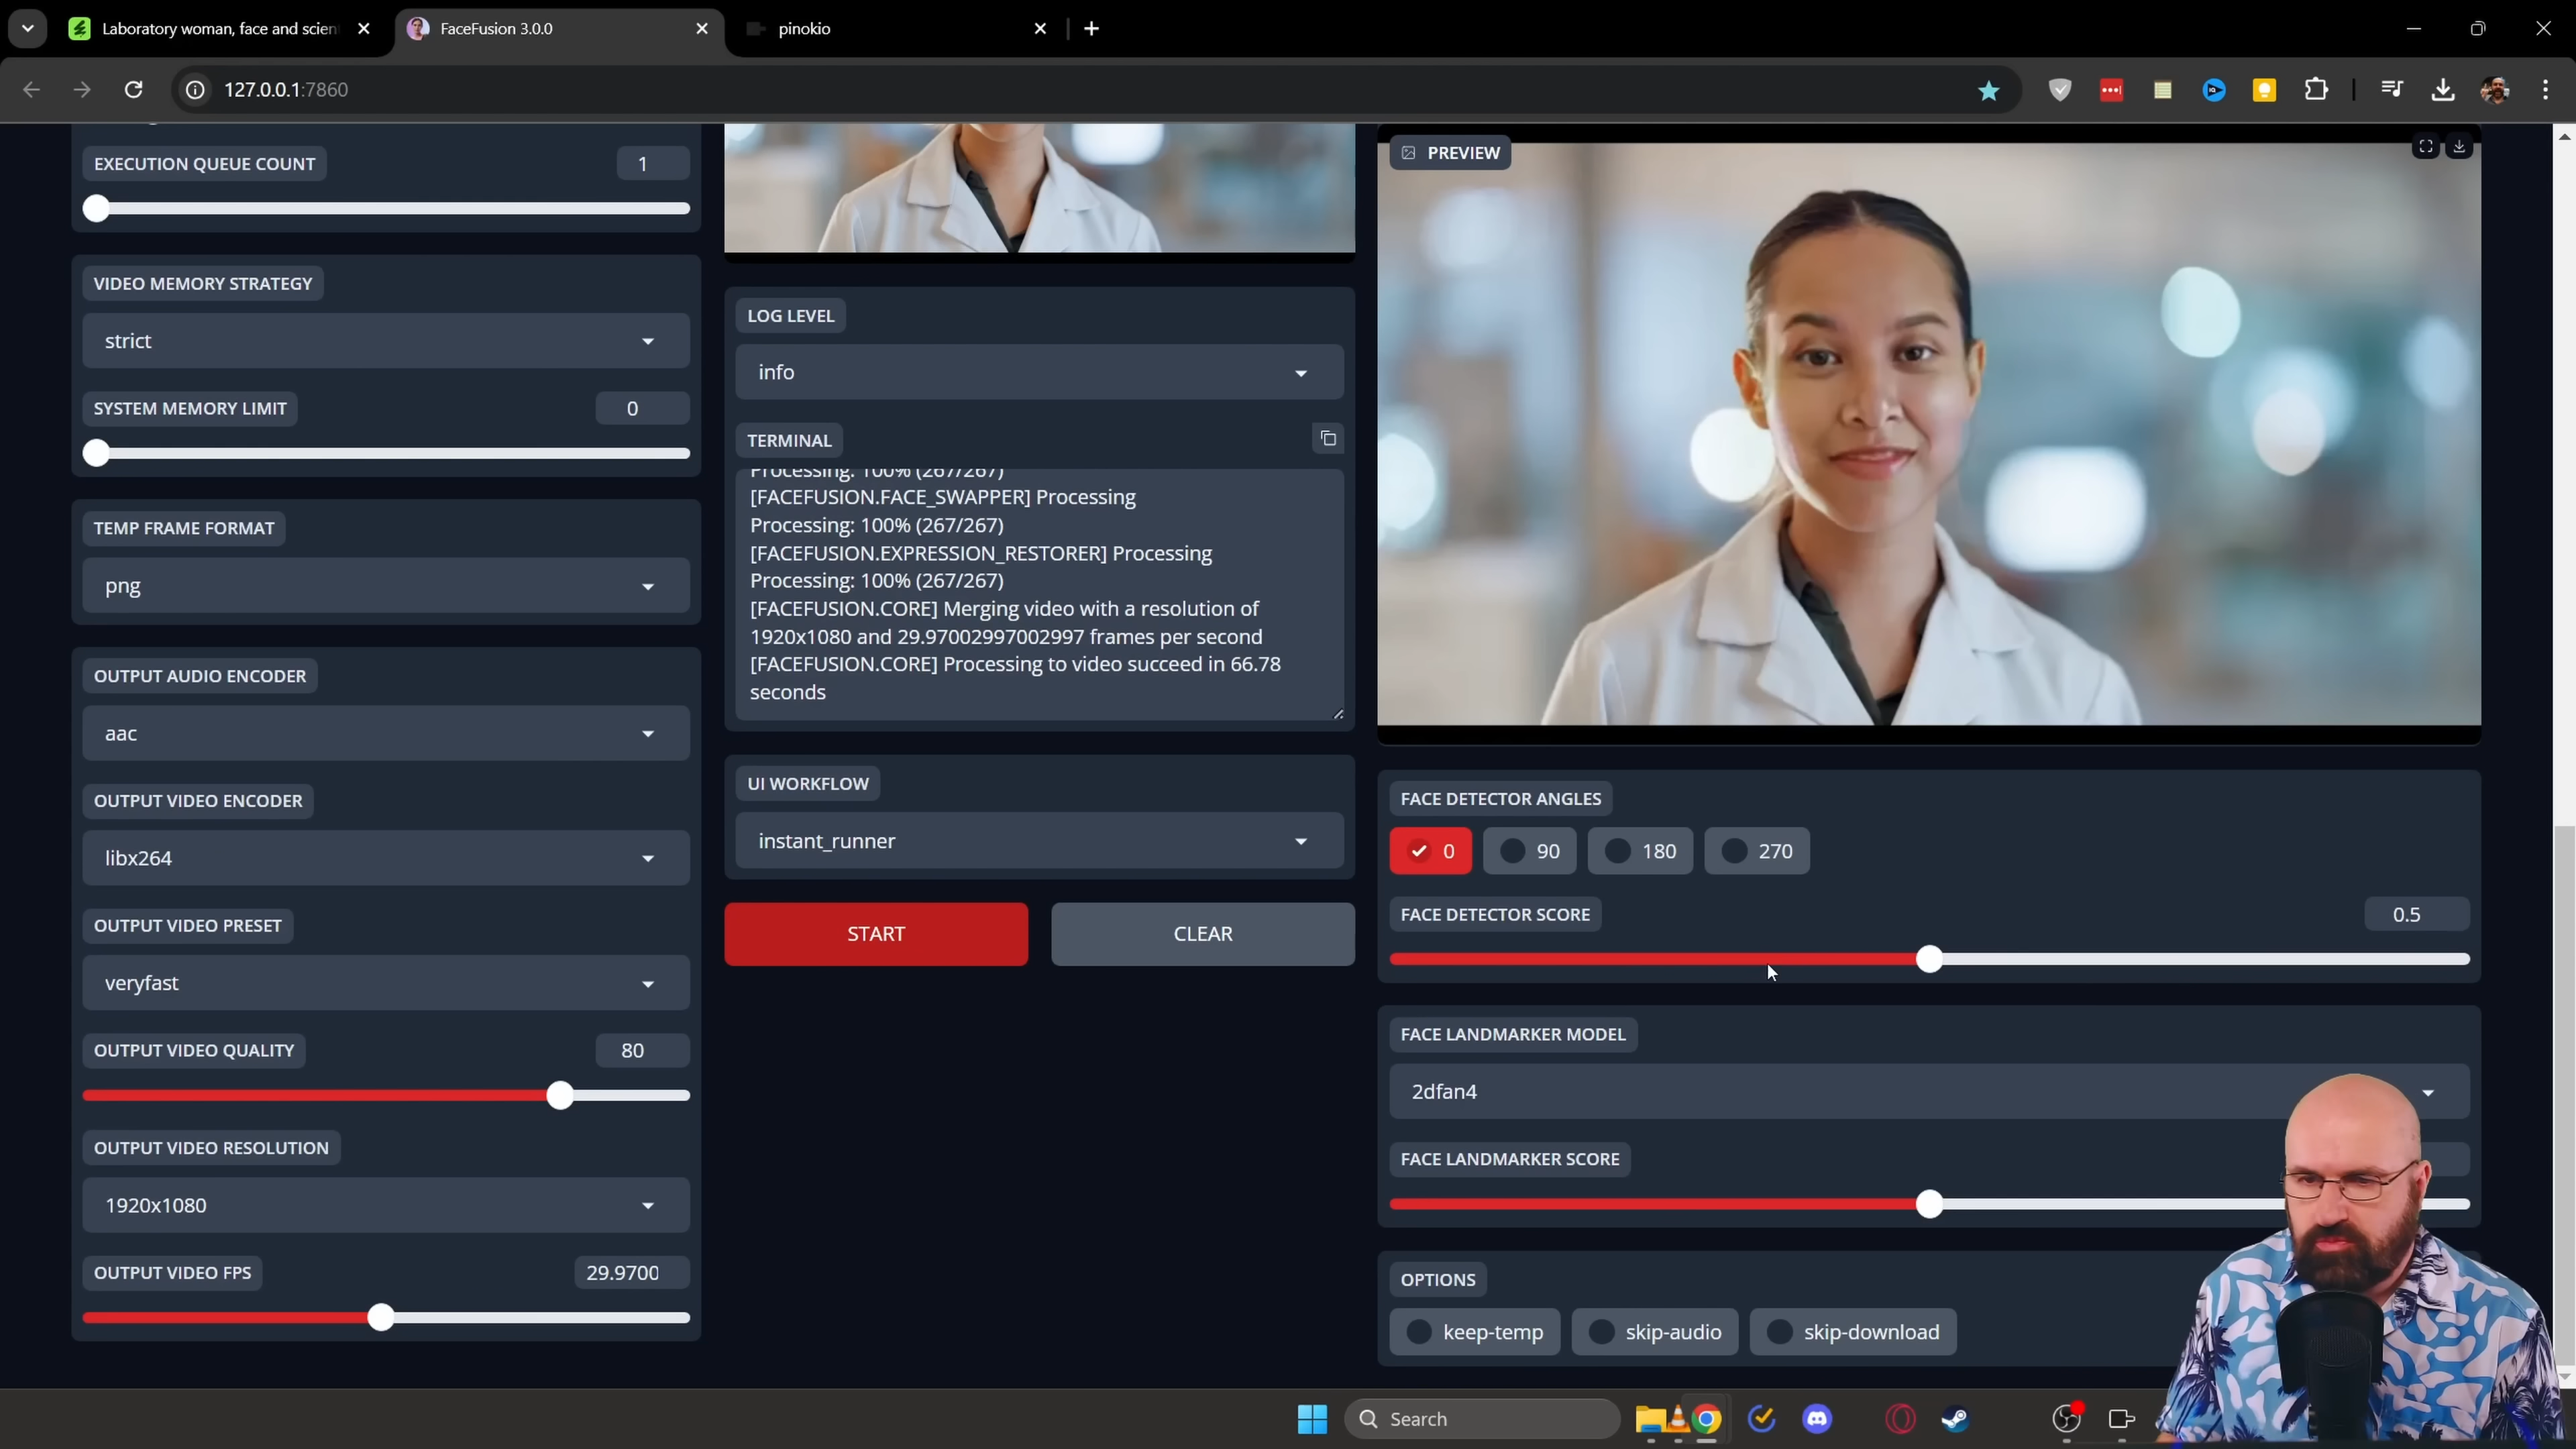 Laboratory woman, face and scien
FaceFusion 3.0.0
pinokio
127.0.0.1:7860
EXECUTION QUEUE COUNT
1
VIDEO MEMORY STRATEGY
strict
SYSTEM MEMORY LIMIT
0
TEMP FRAME FORMAT
png
OUTPUT AUDIO ENCODER
aac
OUTPUT VIDEO ENCODER
libx264
OUTPUT VIDEO PRESET
veryfast
OUTPUT VIDEO QUALITY
80
OUTPUT VIDEO RESOLUTION
1920x1080
OUTPUT VIDEO FPS
29.9700
LOG LEVEL
info
TERMINAL
Processing: 100% (267/267)
[FACEFUSION.FACE_SWAPPER] Processing
Processing: 100% (267/267)
[FACEFUSION.EXPRESSION_RESTORER] Processing
Processing: 100% (267/267)
[FACEFUSION.CORE] Merging video with a resolution of
1920x1080 and 29.97002997002997 frames per second
[FACEFUSION.CORE] Processing to video succeed in 66.78
seconds
UI WORKFLOW
instant_runner
START
CLEAR
PREVIEW
FACE DETECTOR ANGLES
0
90
180
270
FACE DETECTOR SCORE
0.5
FACE LANDMARKER MODEL
2dfan4
FACE LANDMARKER SCORE
OPTIONS
keep-temp
skip-audio
skip-download
Search